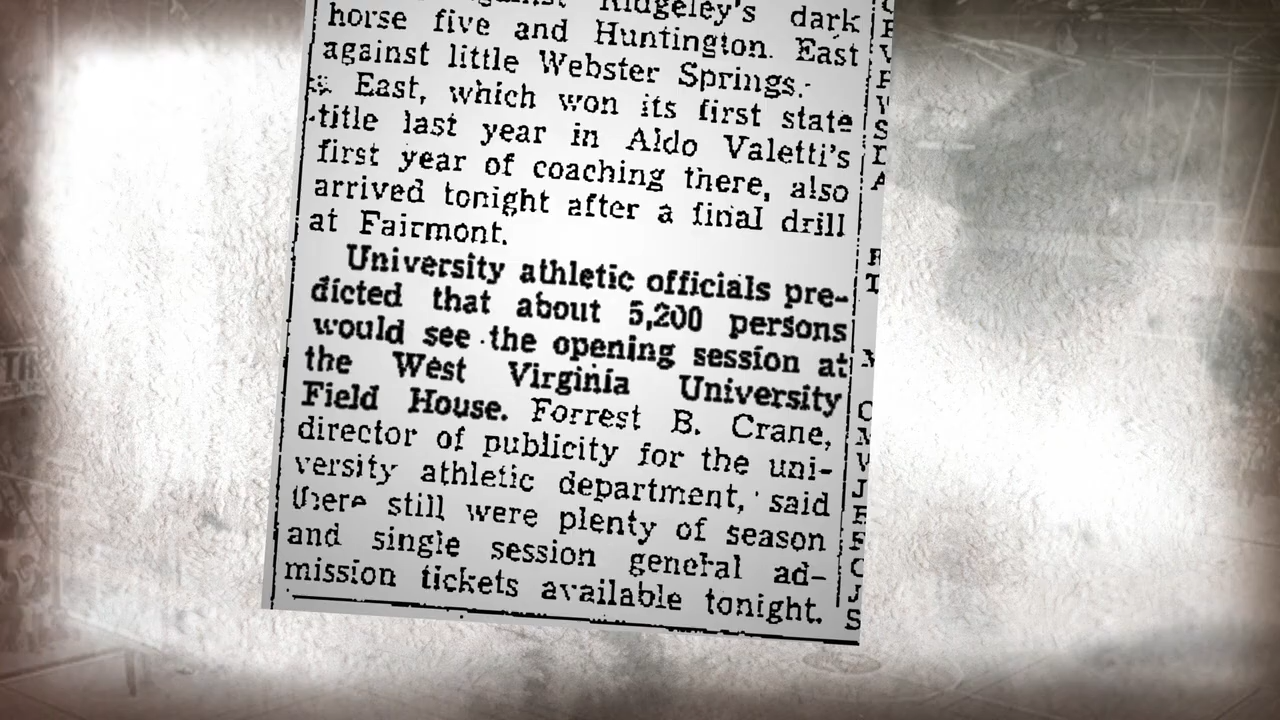 against Ridgeley's dark
horse five and Huntington. East
against little Webster Springs.
East, which won its first state
title last year in Aldo Valetti's
first year of coaching there, also
arrived tonight after a final drill
at Fairmont.
University athletic officials pre-
dicted that about 5,200 persons
would see the opening session at
the West Virginia University
Field House. Forrest B. Crane,
director of publicity for the uni-
versity athletic department, said
there still were plenty of season
and single session general ad-
mission tickets available tonight.